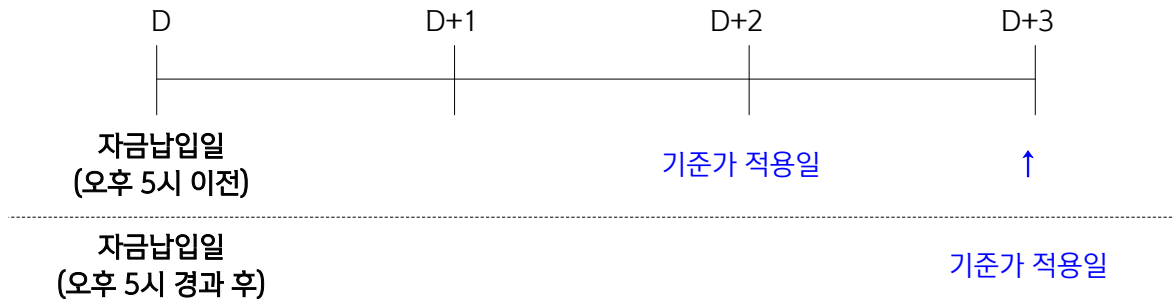 D D+1 D+2 D+3
자금납입일
(오후 5시 이전)
기준가 적용일 ↑
자금납입일
(오후 5시 경과 후)
기준가 적용일